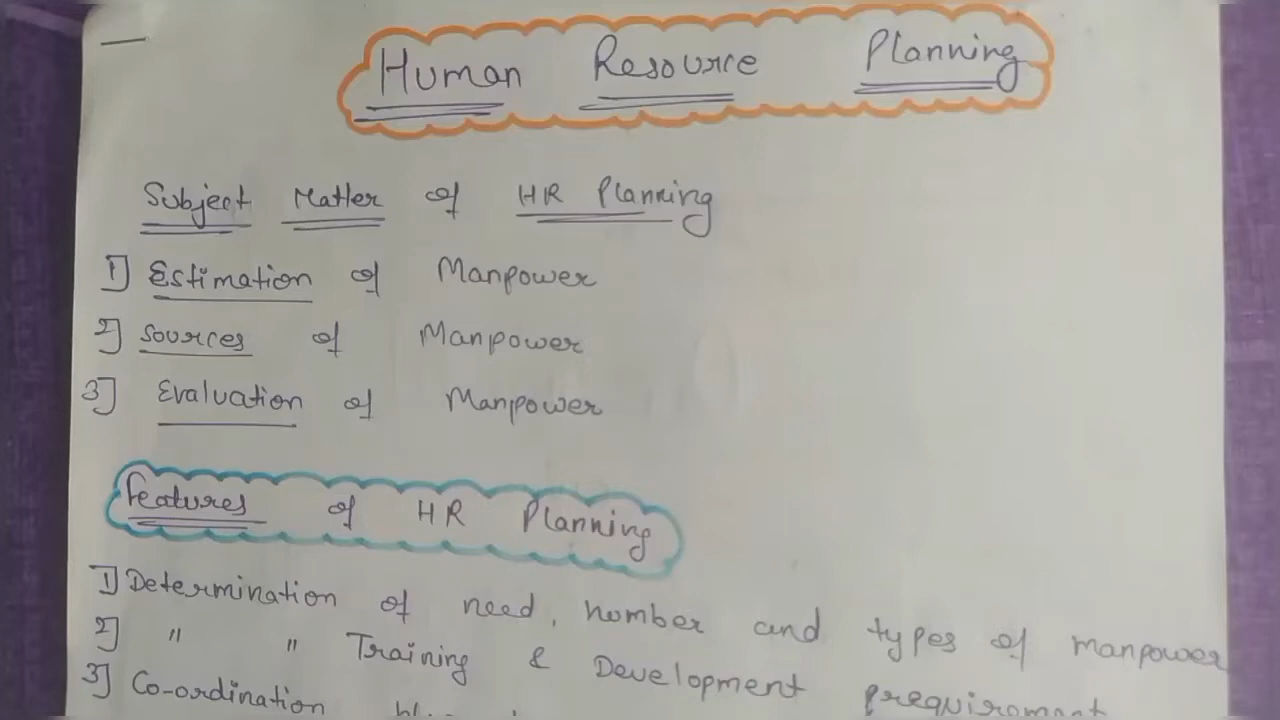 Human Resource Planning
Subject Matter of HR Planning
1] Estimation of Manpower
2] Sources of Manpower
3] Evaluation of Manpower
Features of HR Planning
1] Determination of need, number and types of manpower
2] " " Training & Development prequirement
3] Co-ordination